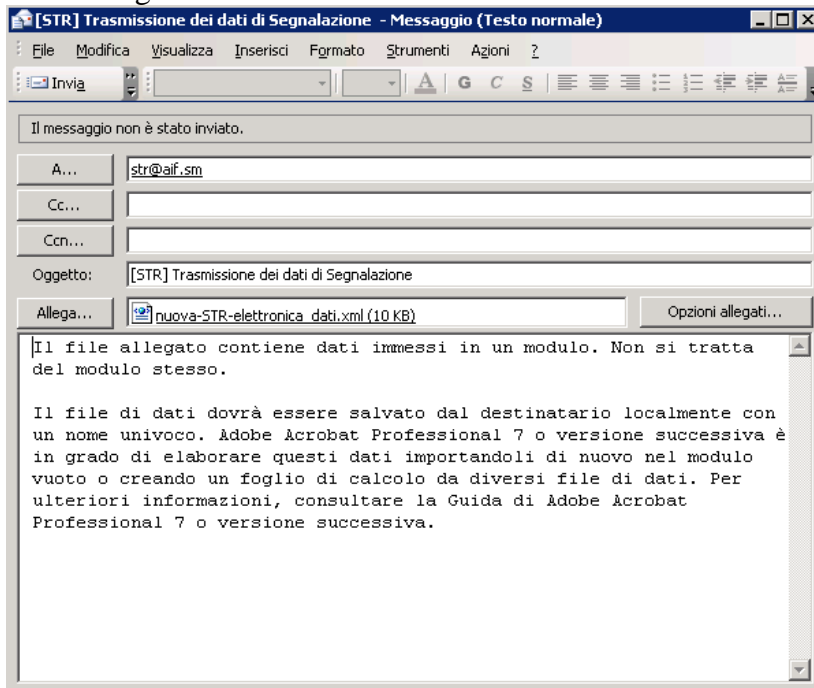 [STR] Trasmissione dei dati di Segnalazione - Messaggio (Testo normale)
File Modifica Visualizza Inserisci Formato Strumenti Azioni ?
Invia A G C S
Il messaggio non è stato inviato.
A... str@aif.sm
Cc...
Ccn...
Oggetto: [STR] Trasmissione dei dati di Segnalazione
Allega... nuova-STR-elettronica_dati.xml (10 KB) Opzioni allegati...
Il file allegato contiene dati immessi in un modulo. Non si tratta
del modulo stesso.
Il file di dati dovrà essere salvato dal destinatario localmente con
un nome univoco. Adobe Acrobat Professional 7 o versione successiva è
in grado di elaborare questi dati importandoli di nuovo nel modulo
vuoto o creando un foglio di calcolo da diversi file di dati. Per
ulteriori informazioni, consultare la Guida di Adobe Acrobat
Professional 7 o versione successiva.